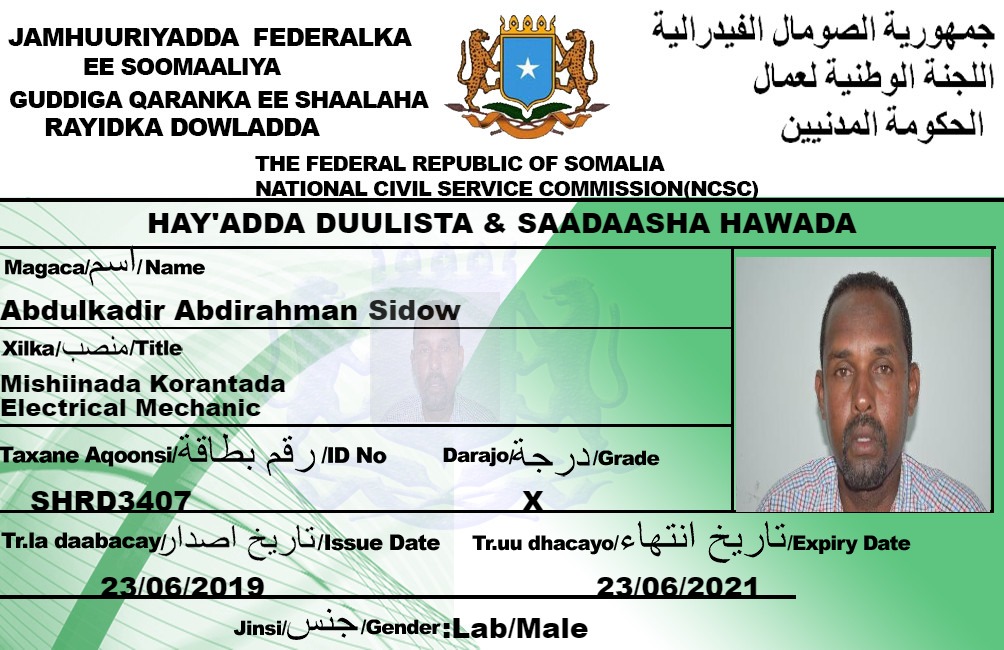 JAMHUURIYADDA FEDERALKA
EE SOOMAALIYA
GUDDIGA QARANKA EE SHAALAHA
RAYIDKA DOWLADDA
جمهورية الصومال الفيدرالية
اللجنة الوطنية لعمال
الحكومة المدنيين
THE FEDERAL REPUBLIC OF SOMALIA
NATIONAL CIVIL SERVICE COMMISSION(NCSC)
HAY'ADDA DUULISTA & SAADAASHA HAWADA
Magaca/اسم/Name
Abdulkadir Abdirahman Sidow
Xilka/منصب/Title
Mishiinada Korantada
Electrical Mechanic
Taxane Aqoonsi/رقم بطاقة/ID No
SHRD3407
Darajo/درجة/Grade
X
Tr.la daabacay/تاريخ اصدار/Issue Date
23/06/2019
Tr.uu dhacayo/تاريخ انتهاء/Expiry Date
23/06/2021
Jinsi/جنس/Gender:Lab/Male